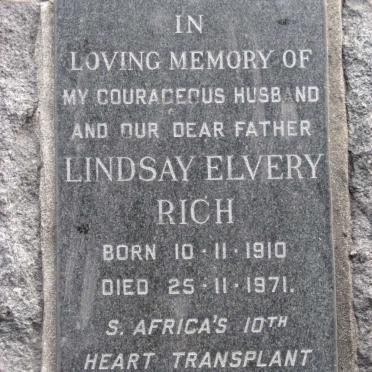 IN
LOVING MEMORY OF
MY COURAGEOUS HUSBAND
AND OUR DEAR FATHER
LINDSAY ELVERY
RICH
BORN 10·11·1910
DIED 25·11·1971.
S. AFRICA'S 10TH
HEART TRANSPLANT